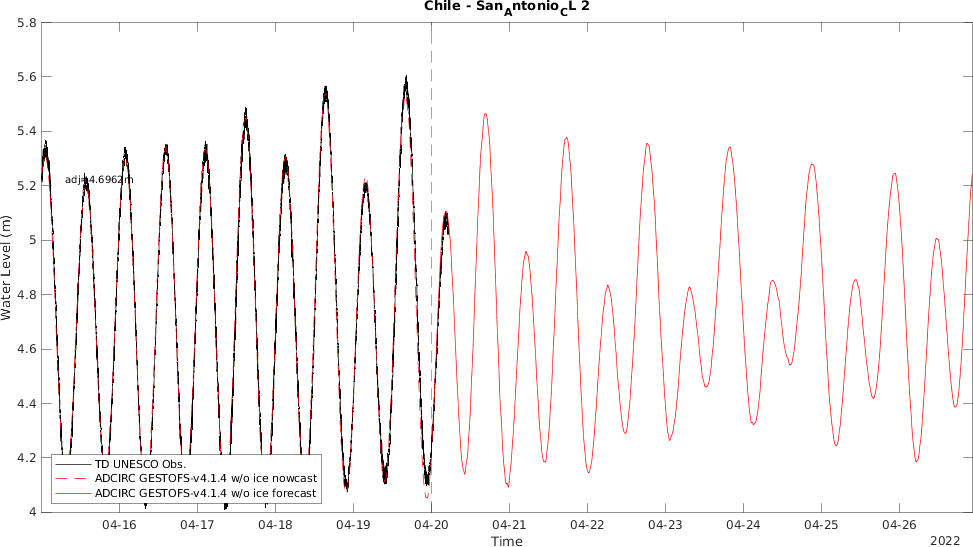 Chile - SanAntonioCL 2
5.8
5.6
5.4
5.2
5
4.8
4.6
4.4
4.2
4
Water Level (m)
adj=4.6962m
TD UNESCO Obs.
ADCIRC GESTOFS-v4.1.4 w/o ice nowcast
ADCIRC GESTOFS-v4.1.4 w/o ice forecast
04-16 04-17 04-18 04-19 04-20 04-21 04-22 04-23 04-24 04-25 04-26
Time
2022